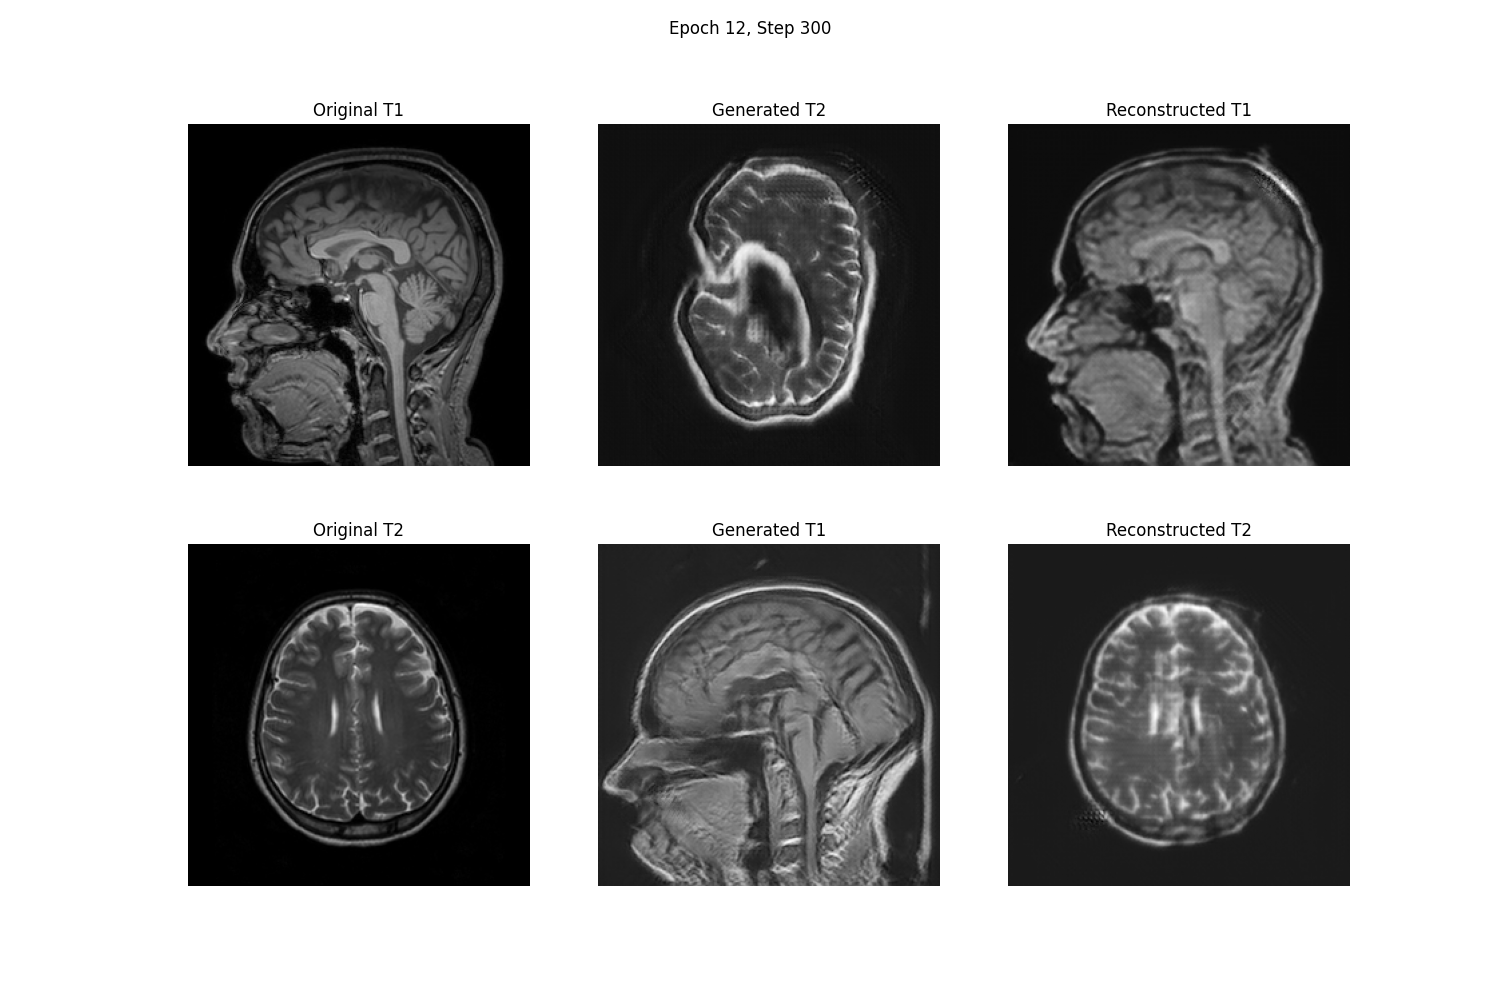 Epoch 12, Step 300
Original T1
Generated T2
Reconstructed T1
Original T2
Generated T1
Reconstructed T2